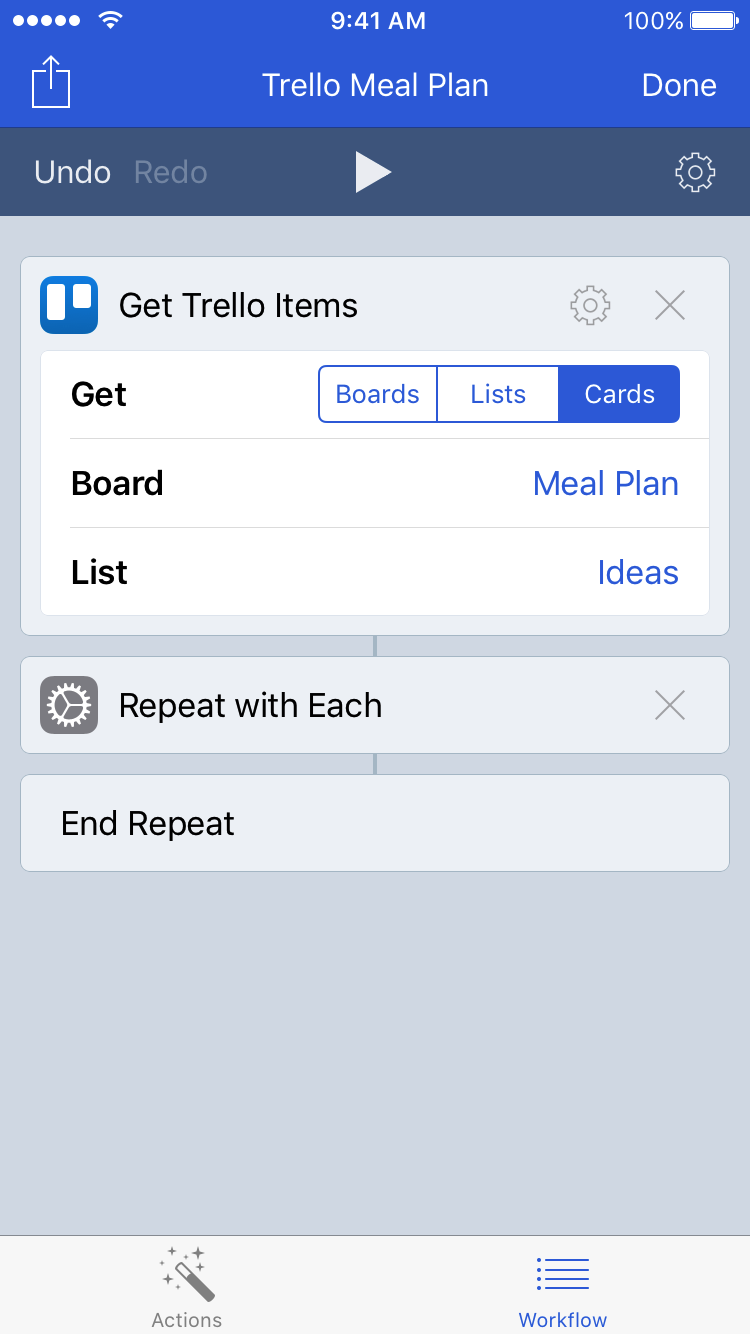 9:41 AM 100%
Trello Meal Plan Done
Undo Redo
Get Trello Items
Get Boards Lists Cards
Board Meal Plan
List Ideas
Repeat with Each
End Repeat
Actions Workflow